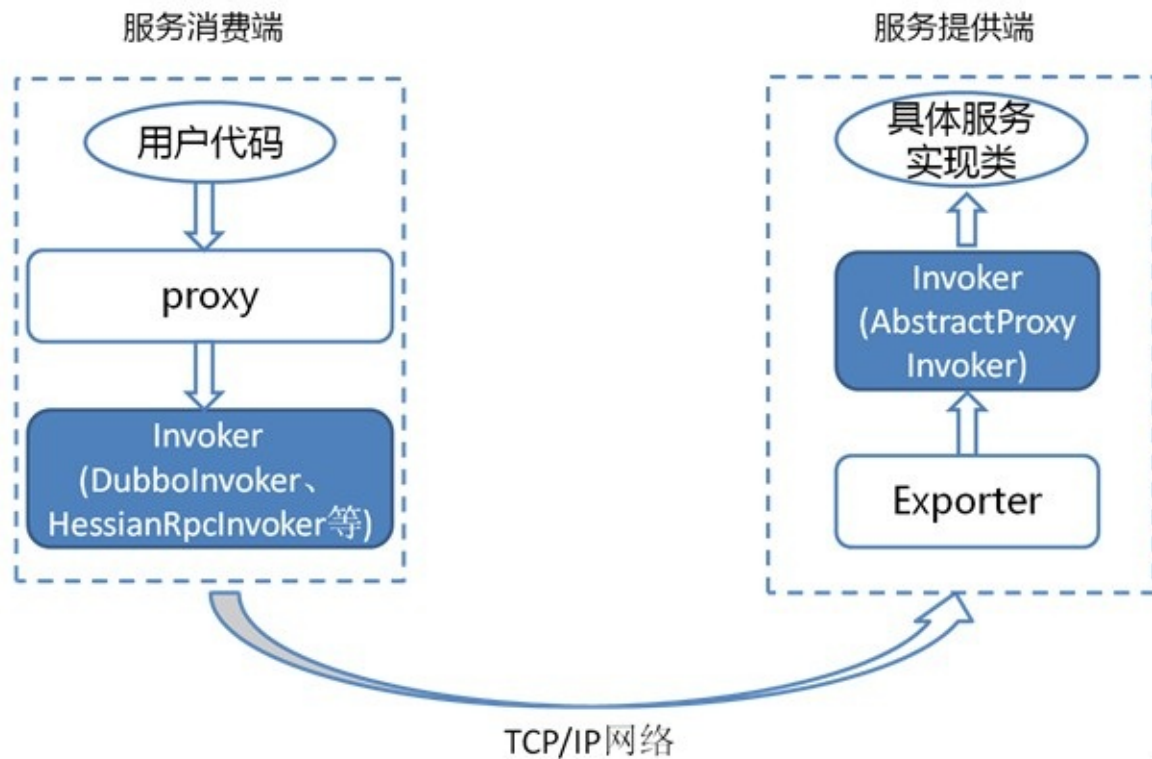 服务消费端
用户代码
proxy
Invoker
(DubboInvoker、
HessianRpcInvoker等)
服务提供端
具体服务
实现类
Invoker
(AbstractProxy
Invoker)
Exporter
TCP/IP网络